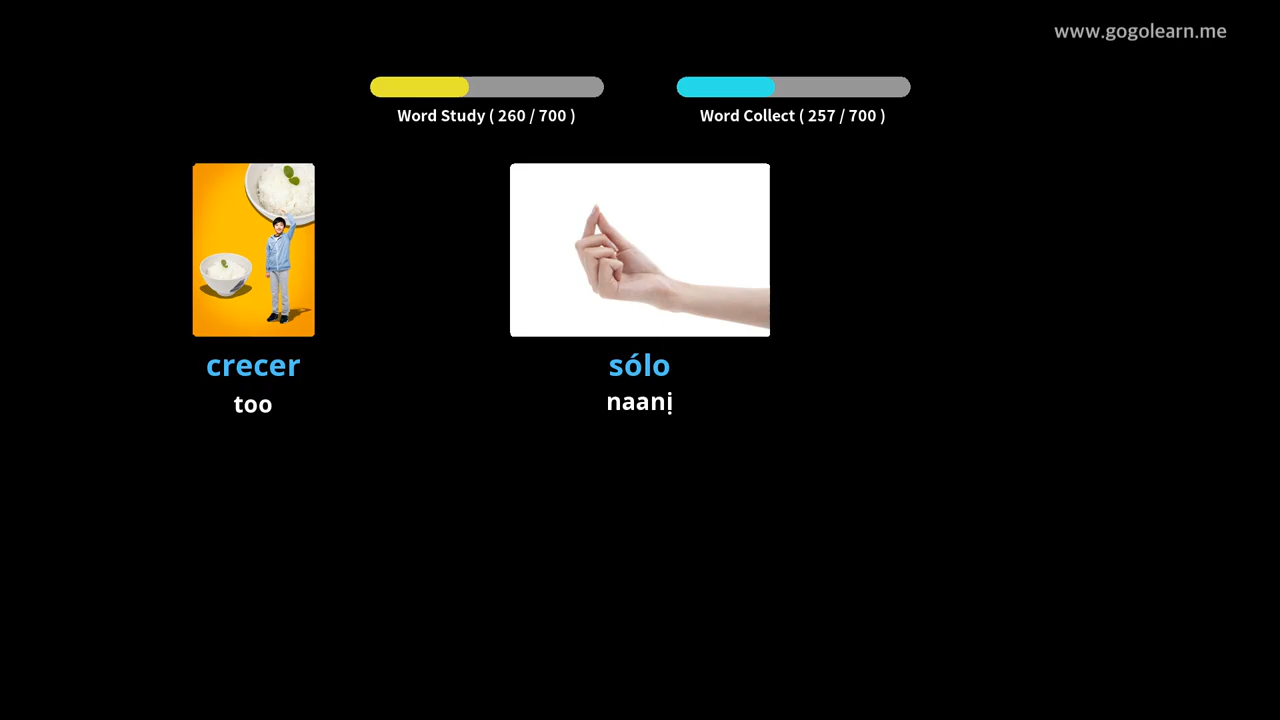 www.gogolearn.me
Word Study ( 260 / 700 )
Word Collect ( 257 / 700 )
crecer
too
sólo
naanị